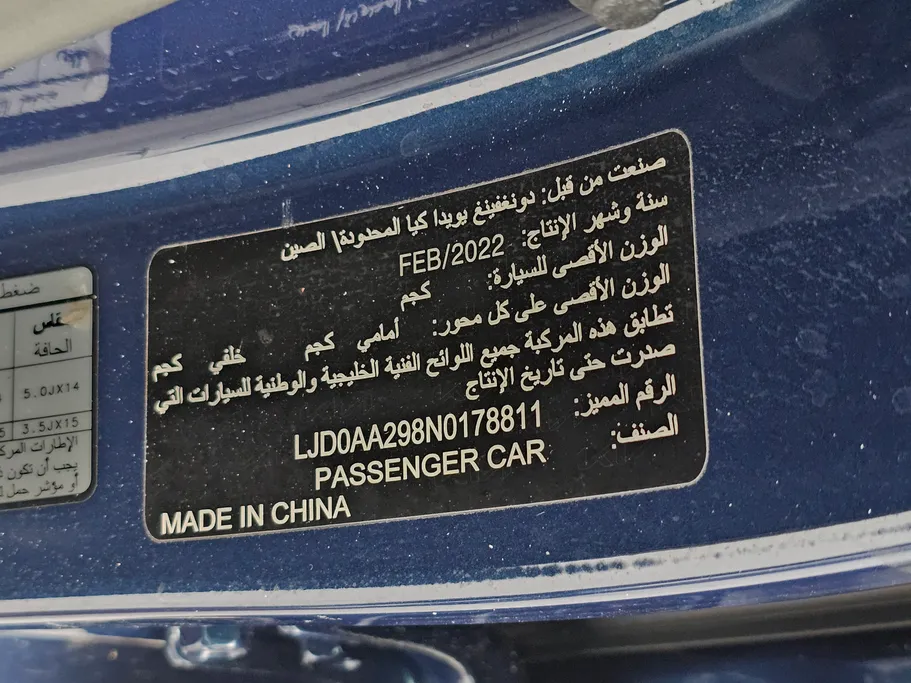 صنعت من قبل: دونغفينغ يويدا كيا المحدودة\ الصين
سنة وشهر الإنتاج: FEB/2022
الوزن الأقصى للسيارة: كجم
الوزن الأقصى على كل محور: أمامي كجم خلفي كجم
تطابق هذه المركبة جميع اللوائح الفنية الخليجية والوطنية للسيارات التي
صدرت حتى تاريخ الإنتاج
الرقم المميز: LJD0AA298N0178811
الصنف: PASSENGER CAR
MADE IN CHINA
ضغط
الحافة
5.0JX14
3.5JX15
الإطارات
يجب أن تكون
أو مؤشر حمل